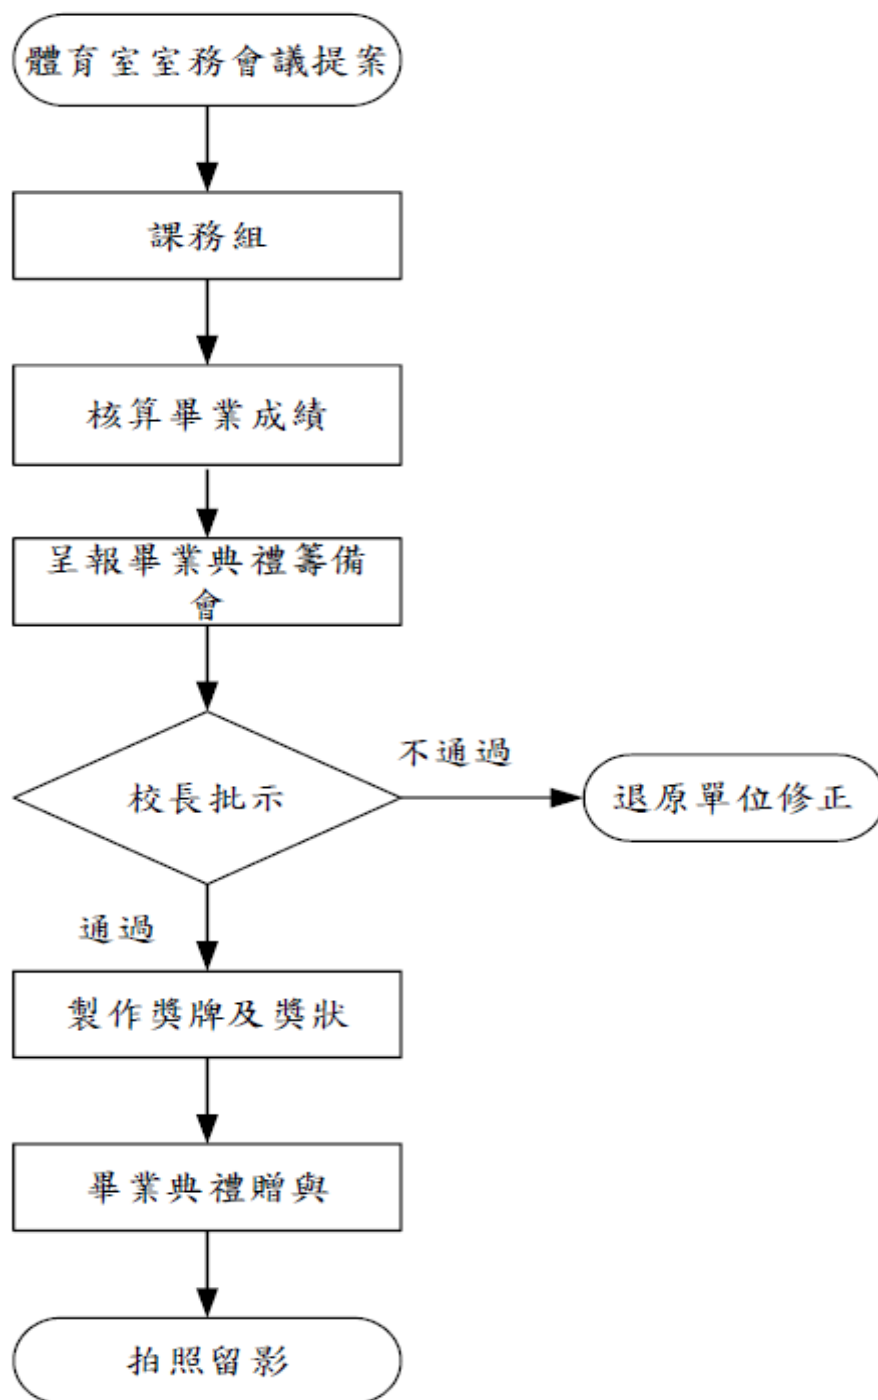 體育室室務會議提案
課務組
核算畢業成績
呈報畢業典禮籌備
會
校長批示
不通過
退原單位修正
通過
製作獎牌及獎狀
畢業典禮贈與
拍照留影